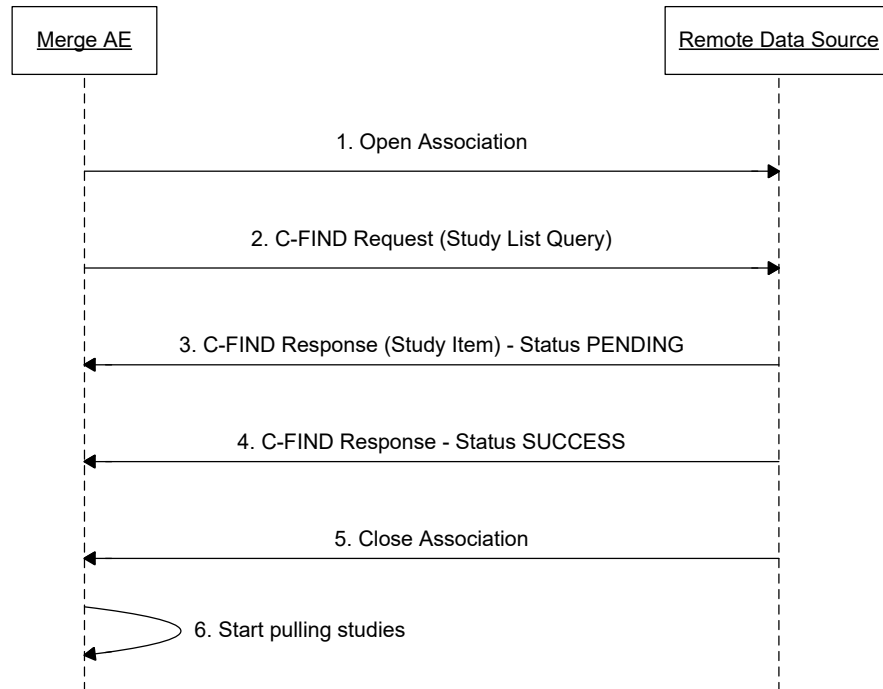 Merge AE
Remote Data Source
1. Open Association
2. C-FIND Request (Study List Query)
3. C-FIND Response (Study Item) - Status PENDING
4. C-FIND Response - Status SUCCESS
5. Close Association
6. Start pulling studies